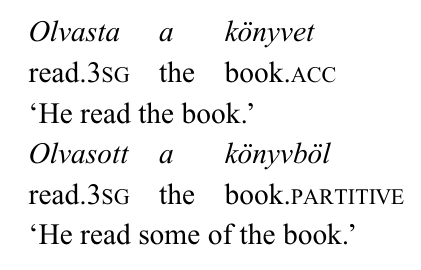 Olvasta a könyvet
read.3SG the book.ACC
‘He read the book.’
Olvasott a könyvböl
read.3SG the book.PARTITIVE
‘He read some of the book.’